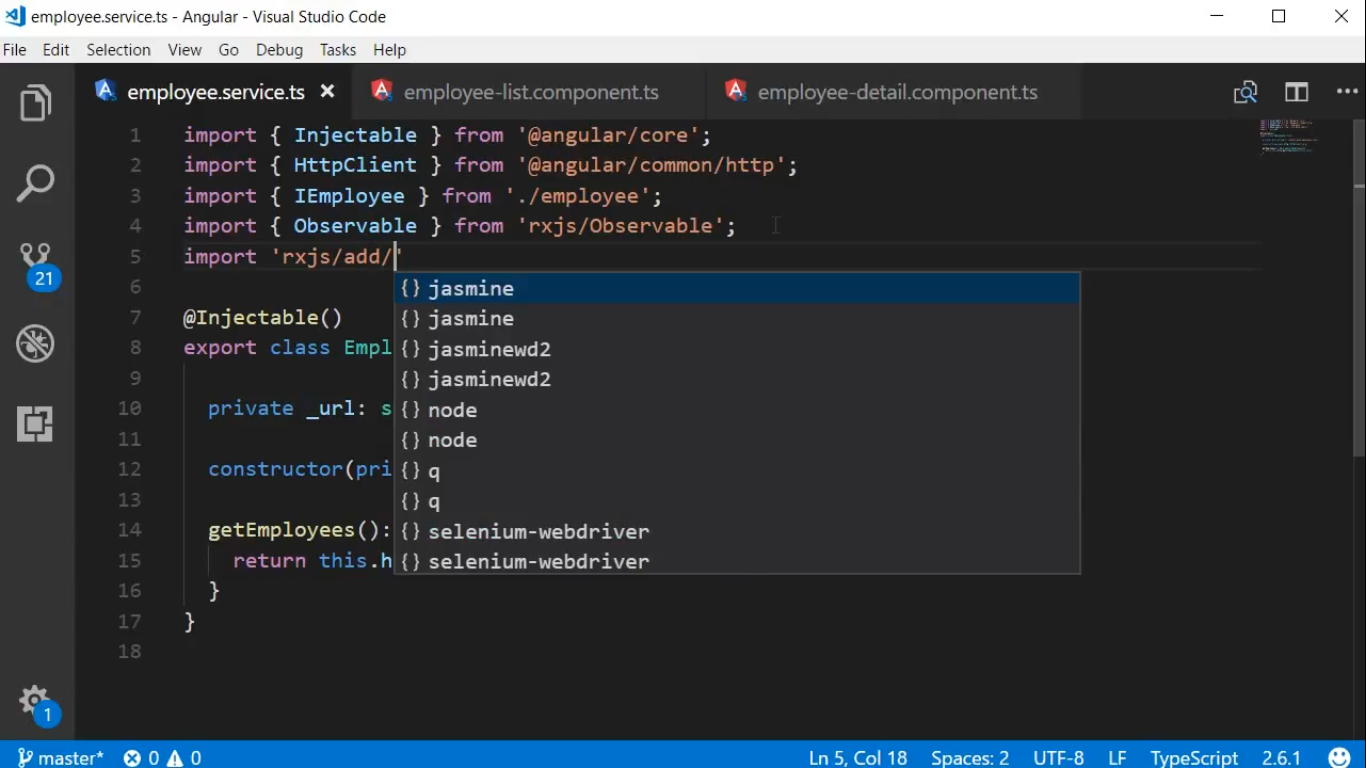 employee.service.ts - Angular - Visual Studio Code
File Edit Selection View Go Debug Tasks Help
employee.service.ts × employee-list.component.ts employee-detail.component.ts
1 import { Injectable } from '@angular/core';
2 import { HttpClient } from '@angular/common/http';
3 import { IEmployee } from './employee';
4 import { Observable } from 'rxjs/Observable';
5 import 'rxjs/add/'
6 {} jasmine
7 @Injectable() {} jasmine
8 export class Empl {} jasminewd2
9 {} jasminewd2
10 private _url: s {} node
11 {} node
12 constructor(pri {} q
13 {} q
14 getEmployees(): {} selenium-webdriver
15 return this.h {} selenium-webdriver
16 }
17 }
18
21
1
master* 0 0 Ln 5, Col 18 Spaces: 2 UTF-8 LF TypeScript 2.6.1